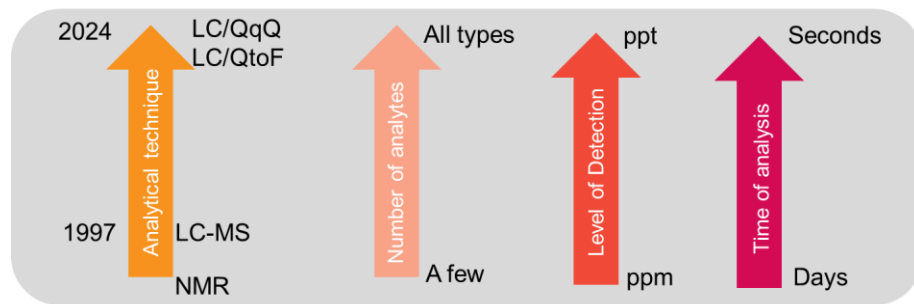 2024
LC/QqQ
LC/QtoF
Analytical technique
1997
LC-MS
NMR
All types
Number of analytes
A few
ppt
Level of Detection
ppm
Seconds
Time of analysis
Days